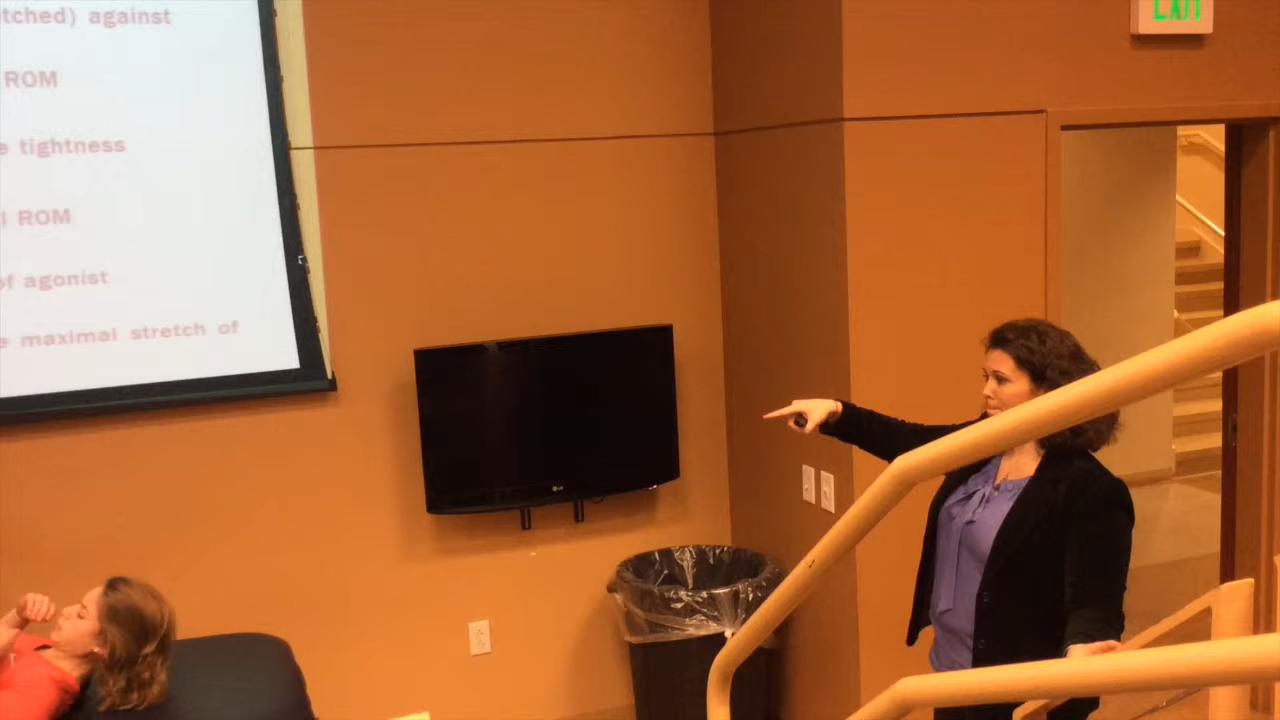 tched) against
ROM
e tightness
l ROM
of agonist
e maximal stretch of
EXIT
LG